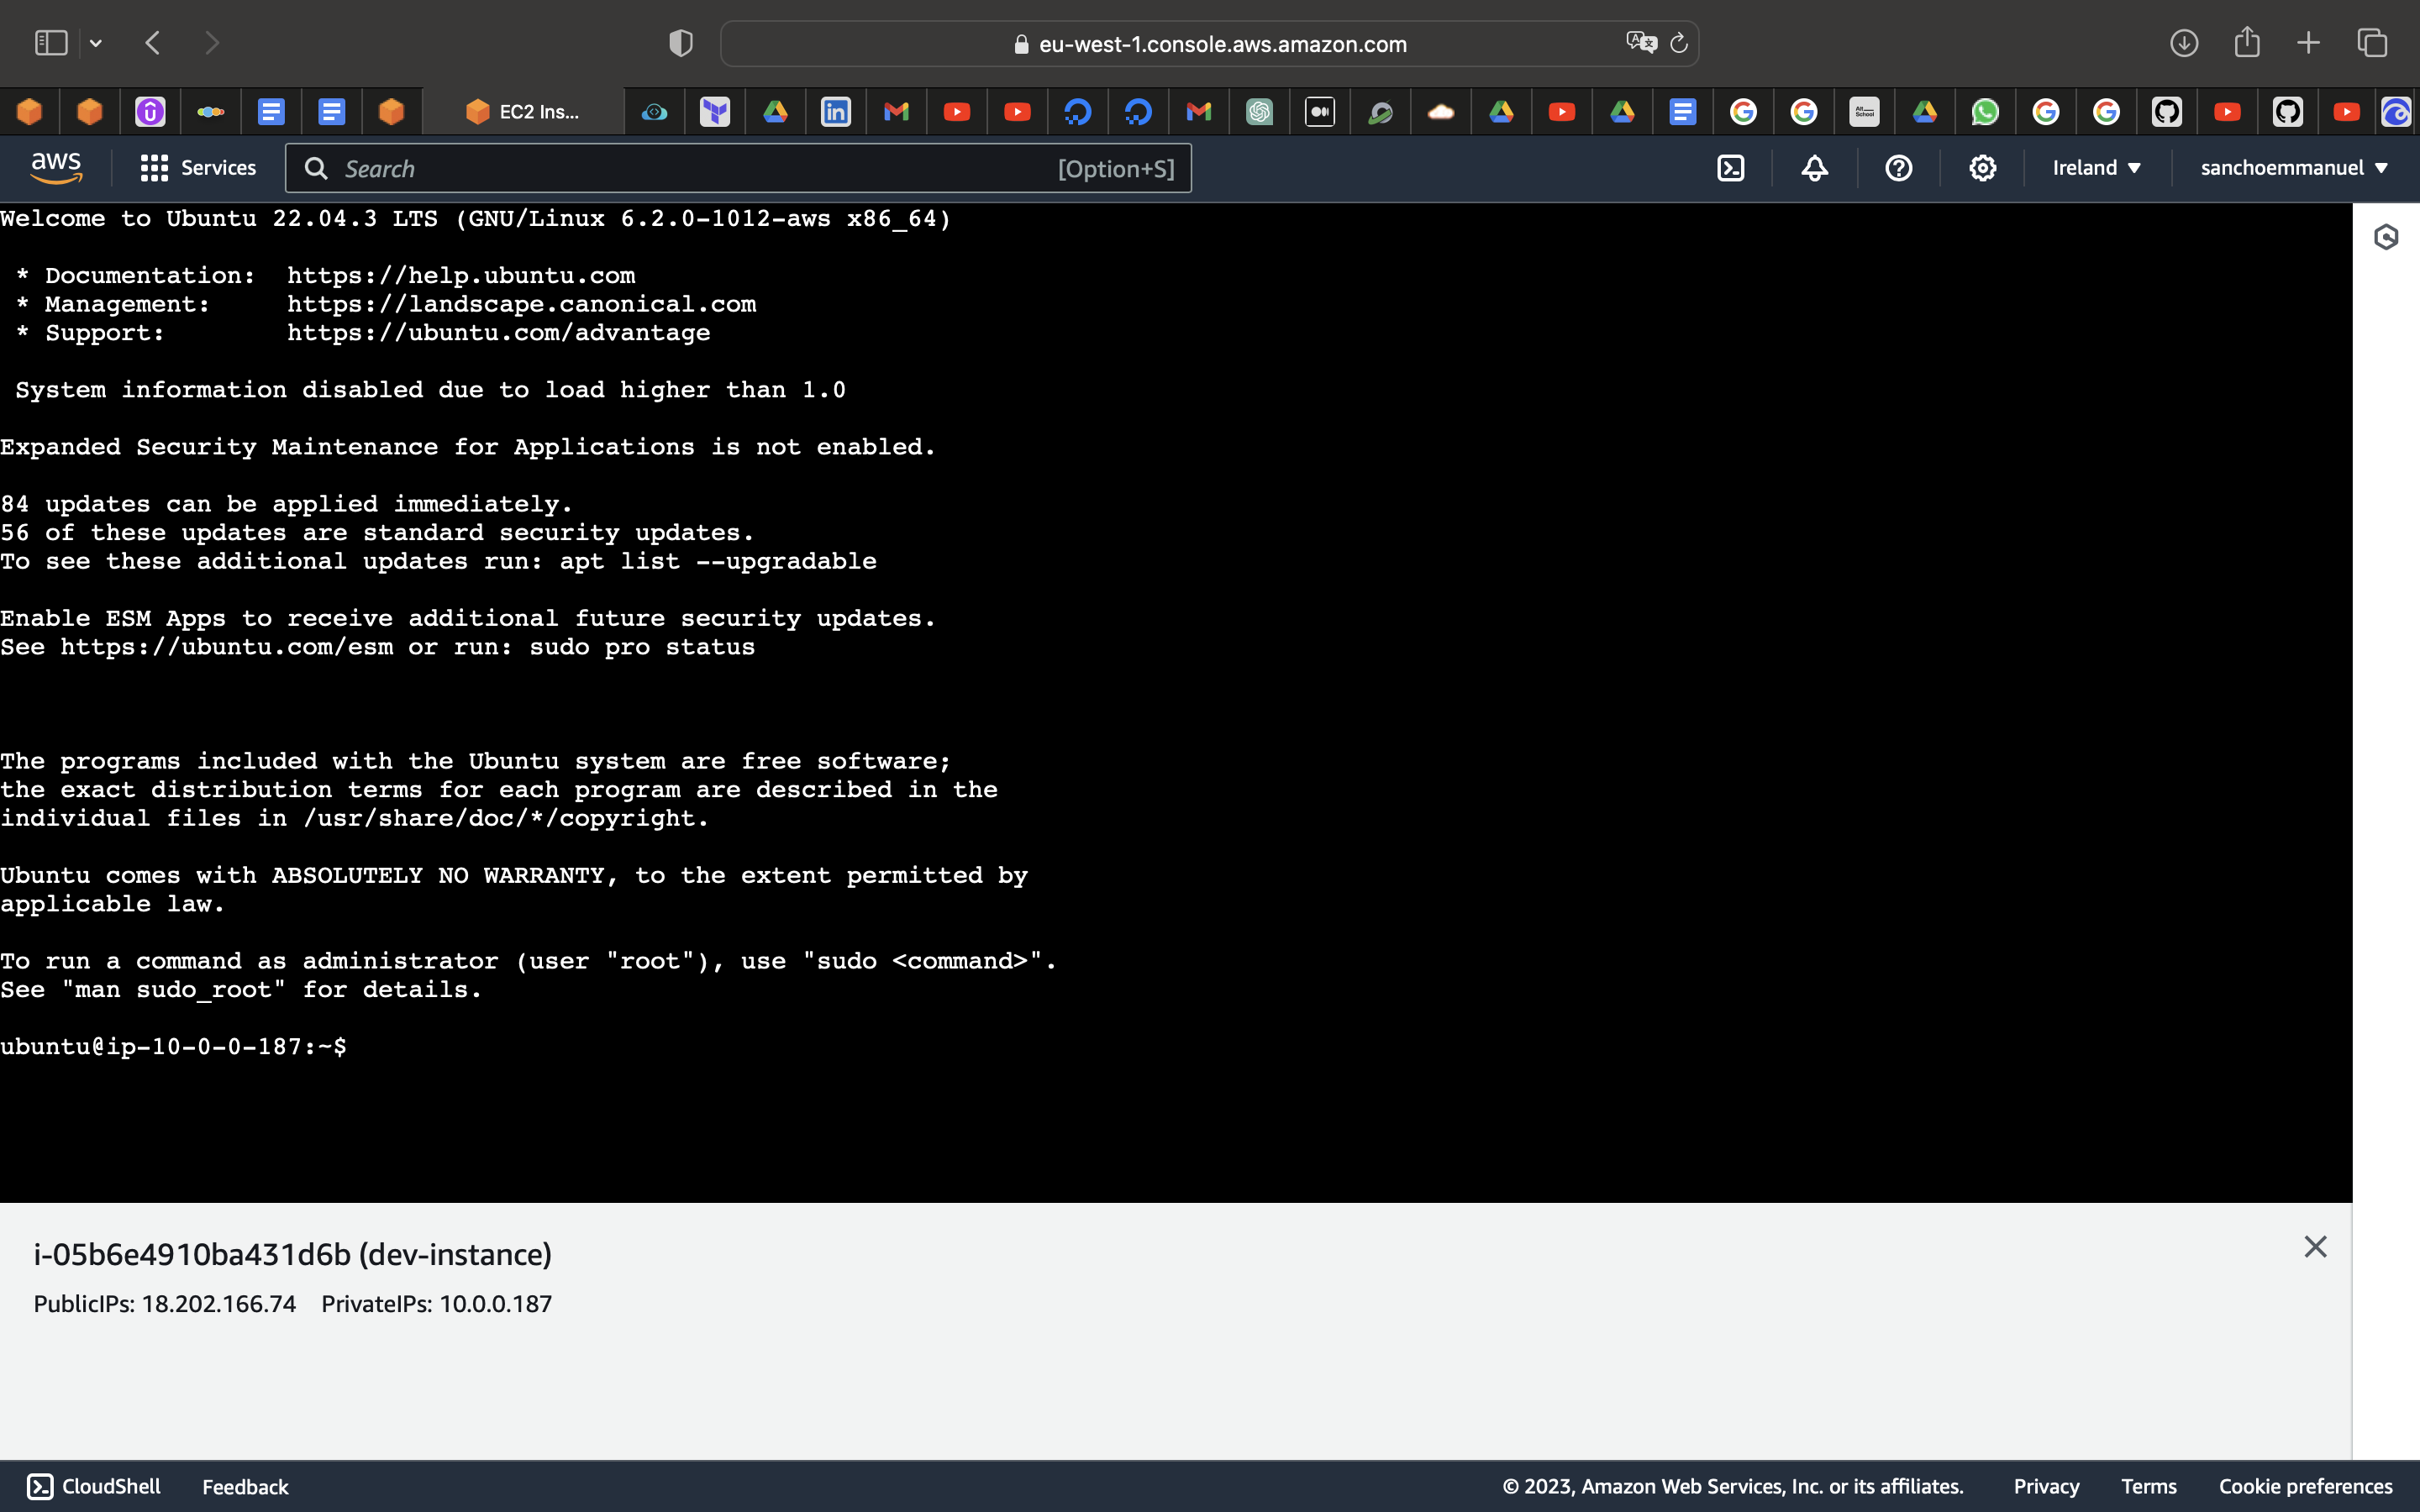 eu-west-1.console.aws.amazon.com
EC2 Ins...
aws
Services
Search
[Option+S]
Ireland
sanchoemmanuel
Welcome to Ubuntu 22.04.3 LTS (GNU/Linux 6.2.0-1012-aws x86_64)
* Documentation:  https://help.ubuntu.com
* Management:     https://landscape.canonical.com
* Support:        https://ubuntu.com/advantage
System information disabled due to load higher than 1.0
Expanded Security Maintenance for Applications is not enabled.
84 updates can be applied immediately.
56 of these updates are standard security updates.
To see these additional updates run: apt list --upgradable
Enable ESM Apps to receive additional future security updates.
See https://ubuntu.com/esm or run: sudo pro status
The programs included with the Ubuntu system are free software;
the exact distribution terms for each program are described in the
individual files in /usr/share/doc/*/copyright.
Ubuntu comes with ABSOLUTELY NO WARRANTY, to the extent permitted by
applicable law.
To run a command as administrator (user "root"), use "sudo <command>".
See "man sudo_root" for details.
ubuntu@ip-10-0-0-187:~$
i-05b6e4910ba431d6b (dev-instance)
PublicIPs: 18.202.166.74 PrivateIPs: 10.0.0.187
CloudShell
Feedback
© 2023, Amazon Web Services, Inc. or its affiliates.
Privacy
Terms
Cookie preferences